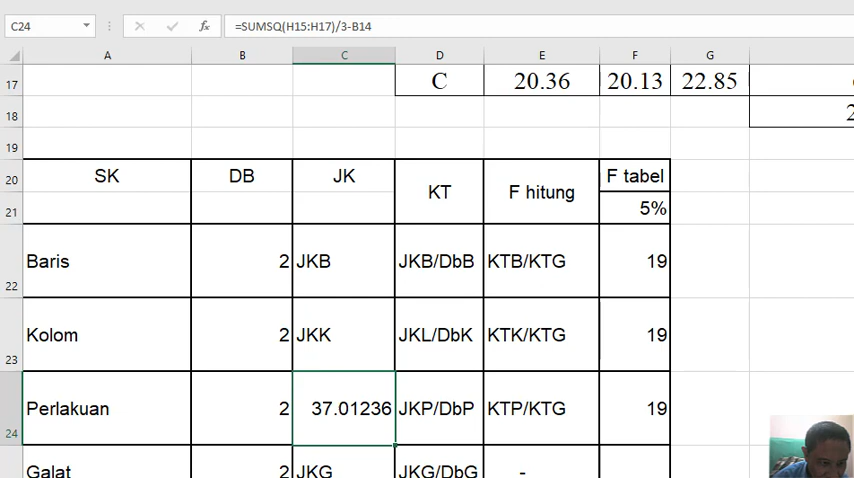 C24 fx =SUMSQ(H15:H17)/3-B14
A B C D E F G
17 C 20.36 20.13 22.85
18 2
19
20 SK DB JK KT F hitung F tabel
21 5%
22 Baris 2 JKB JKB/DbB KTB/KTG 19
23 Kolom 2 JKK JKL/DbK KTK/KTG 19
24 Perlakuan 2 37.01236 JKP/DbP KTP/KTG 19
Galat 2 JKG JKG/DbG -